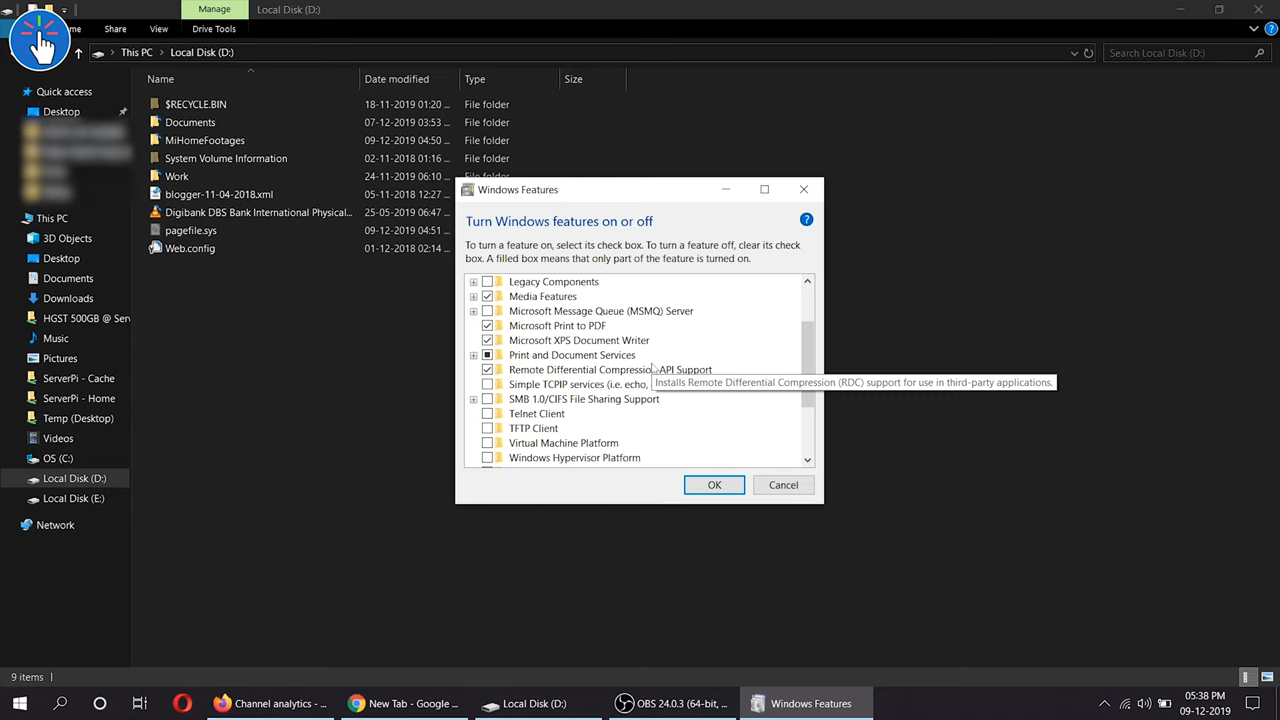 Manage
Local Disk (D:)
me
Share
View
Drive Tools
This PC
Local Disk (D:)
Search Local Disk (D:)
Name
Date modified
Type
Size
Quick access
Desktop
This PC
3D Objects
Desktop
Documents
Downloads
HGST 500GB @ Serv
Music
Pictures
ServerPi - Cache
ServerPi - Home
Temp (Desktop)
Videos
OS (C:)
Local Disk (D:)
Local Disk (E:)
Network
$RECYCLE.BIN 18-11-2019 01:20 ... File folder
Documents 07-12-2019 03:53 ... File folder
MiHomeFootages 09-12-2019 04:50 ... File folder
System Volume Information 02-11-2018 01:16 ... File folder
Work 24-11-2019 06:10 ... File folder
blogger-11-04-2018.xml 05-11-2018 12:27 ...
Digibank DBS Bank International Physical... 25-05-2019 06:47 ...
pagefile.sys 09-12-2019 04:51 ...
Web.config 01-12-2018 02:14 ...
Windows Features
Turn Windows features on or off
To turn a feature on, select its check box. To turn a feature off, clear its check
box. A filled box means that only part of the feature is turned on.
Legacy Components
Media Features
Microsoft Message Queue (MSMQ) Server
Microsoft Print to PDF
Microsoft XPS Document Writer
Print and Document Services
Remote Differential Compression API Support
Simple TCPIP services (i.e. echo,
Installs Remote Differential Compression (RDC) support for use in third-party applications.
SMB 1.0/CIFS File Sharing Support
Telnet Client
TFTP Client
Virtual Machine Platform
Windows Hypervisor Platform
OK
Cancel
9 items
Channel analytics - ...
New Tab - Google ...
Local Disk (D:)
OBS 24.0.3 (64-bit, ...
Windows Features
05:38 PM
09-12-2019